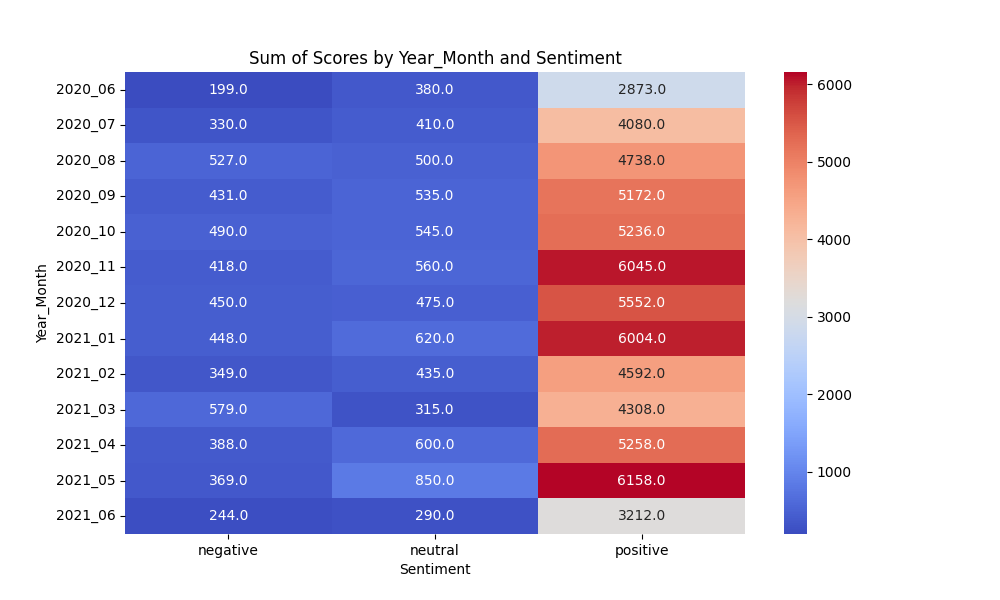 Sum of Scores by Year_Month and Sentiment
Year_Month
2020_06 199.0 380.0 2873.0
2020_07 330.0 410.0 4080.0
2020_08 527.0 500.0 4738.0
2020_09 431.0 535.0 5172.0
2020_10 490.0 545.0 5236.0
2020_11 418.0 560.0 6045.0
2020_12 450.0 475.0 5552.0
2021_01 448.0 620.0 6004.0
2021_02 349.0 435.0 4592.0
2021_03 579.0 315.0 4308.0
2021_04 388.0 600.0 5258.0
2021_05 369.0 850.0 6158.0
2021_06 244.0 290.0 3212.0
negative neutral positive
Sentiment
6000
5000
4000
3000
2000
1000